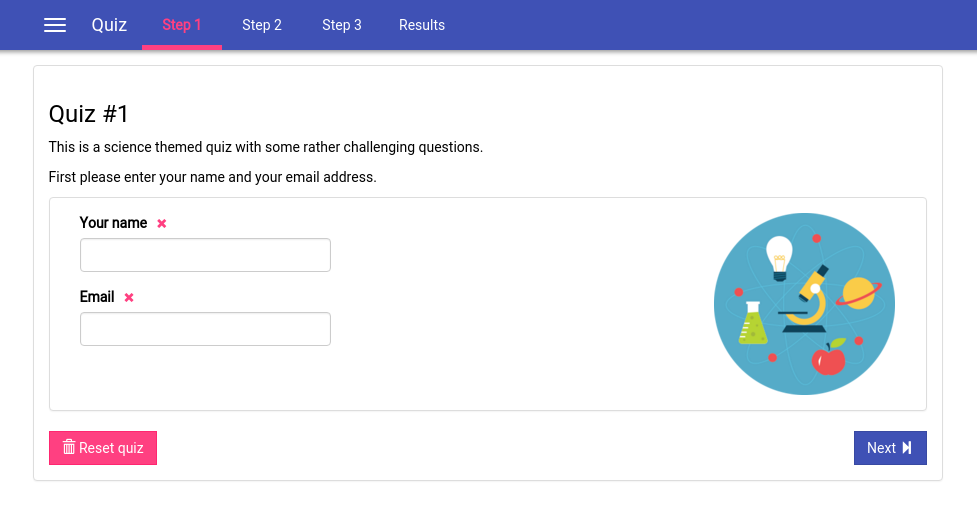 Quiz Step 1 Step 2 Step 3 Results
Quiz #1
This is a science themed quiz with some rather challenging questions.
First please enter your name and your email address.
Your name
Email
Reset quiz
Next